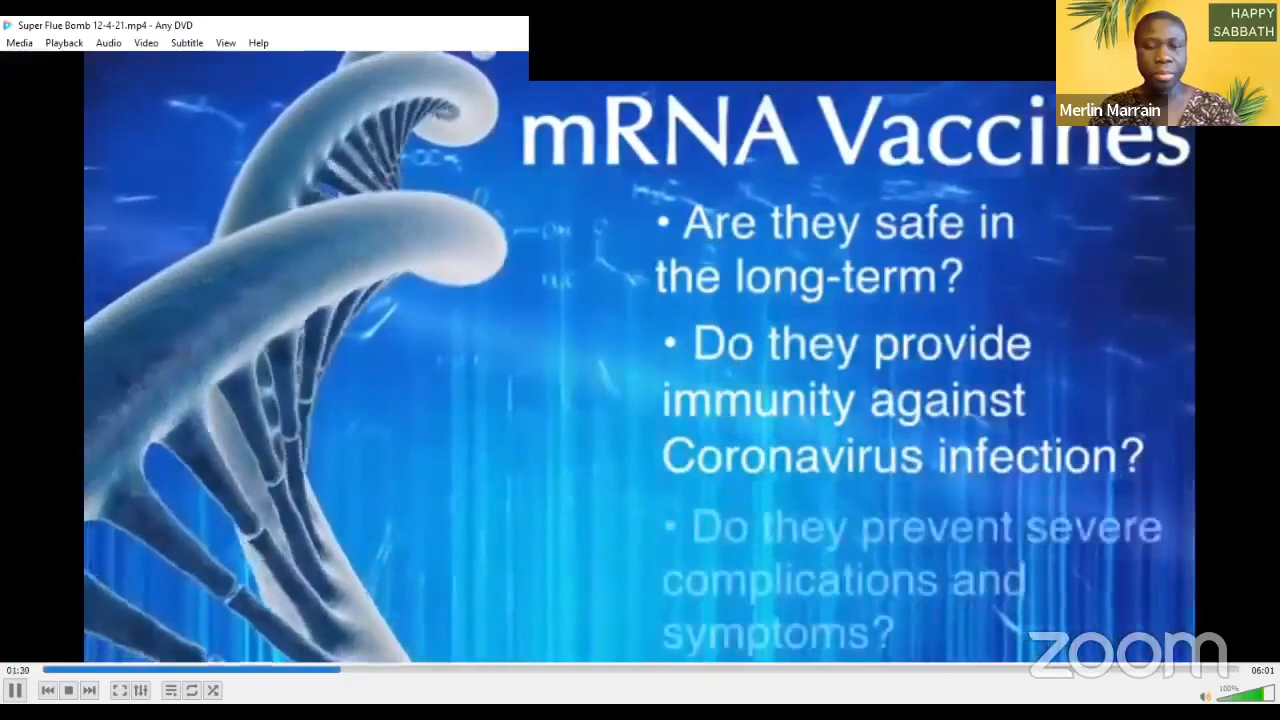 Super Flue Bomb 12-4-21.mp4 - Any DVD
Media Playback Audio Video Subtitle View Help
HAPPY
SABBATH
Merlin Marrain
mRNA Vaccines
• Are they safe in
the long-term?
• Do they provide
immunity against
Coronavirus infection?
• Do they prevent severe
complications and
symptoms?
zoom
01:39
06:01
100%